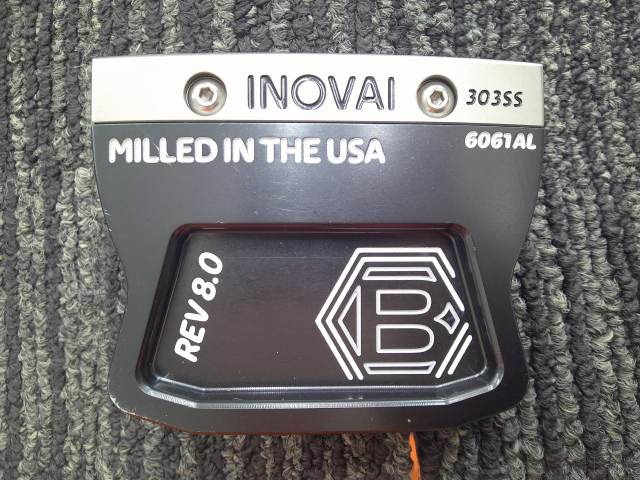 INOVAI
303SS
MILLED IN THE USA
6061AL
REV 8.0
B